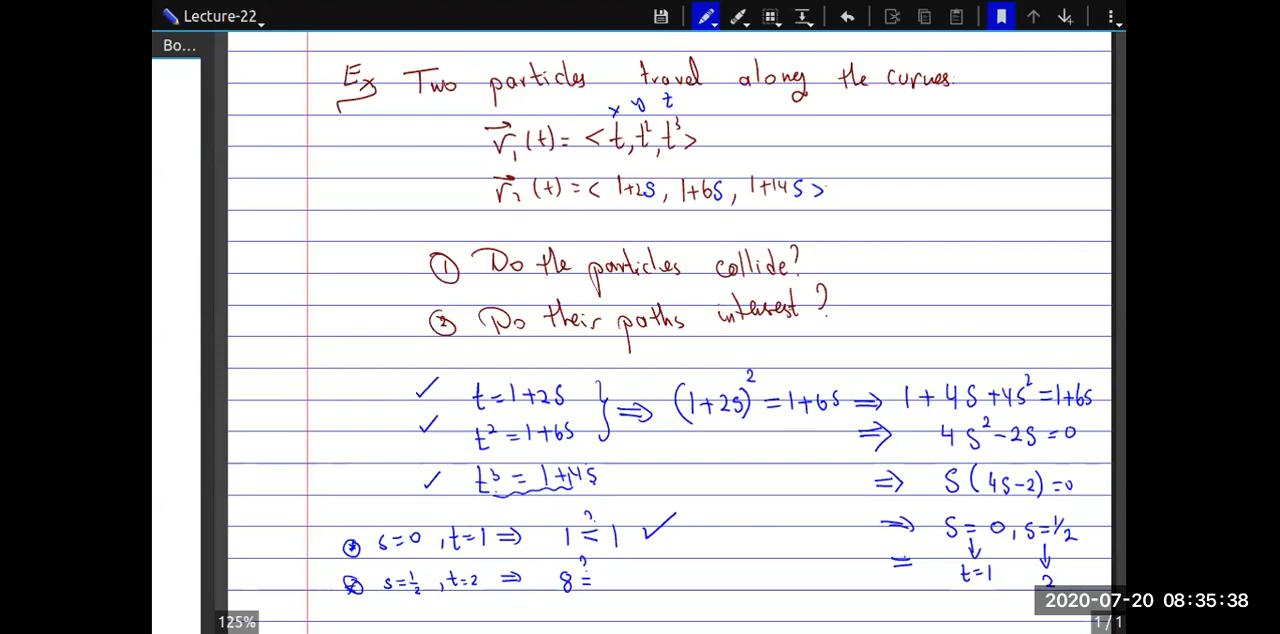 Lecture-22
Bo...
Ex Two particles travel along the curves.
x y z
r₁(t) = < t, t², t³ >
r₂(t) = < 1+2s, 1+6s, 1+14s >
① Do the particles collide?
② Do their paths interest?
✓ t = 1+2s } ⇒ (1+2s)² = 1+6s ⇒ 1 + 4s + 4s² = 1+6s
✓ t² = 1+6s ⇒ 4s² - 2s = 0
✓ t³ = 1+14s ⇒ s(4s-2) = 0
s=0, t=1 ⇒ 1 ≟ 1 ✓ ⇒ s = 0, s = 1/2
= ↓ t=1 ↓ 2
s=½, t=2 ⇒ 8 ≟
2020-07-20 08:35:38
125%
1/1